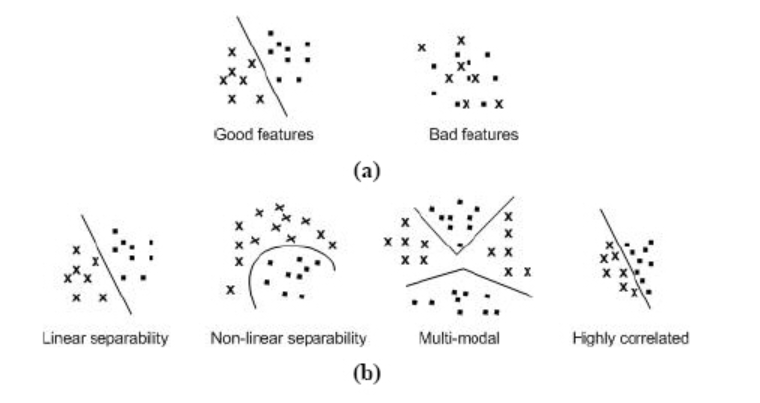 Good features
Bad features
(a)
Linear separability
Non-linear separability
Multi-modal
Highly correlated
(b)